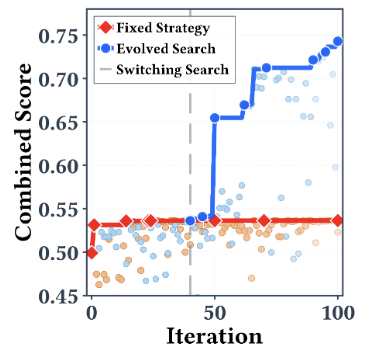 Fixed Strategy
Evolved Search
Switching Search
Combined Score
0.75
0.70
0.65
0.60
0.55
0.50
0.45
0
50
100
Iteration